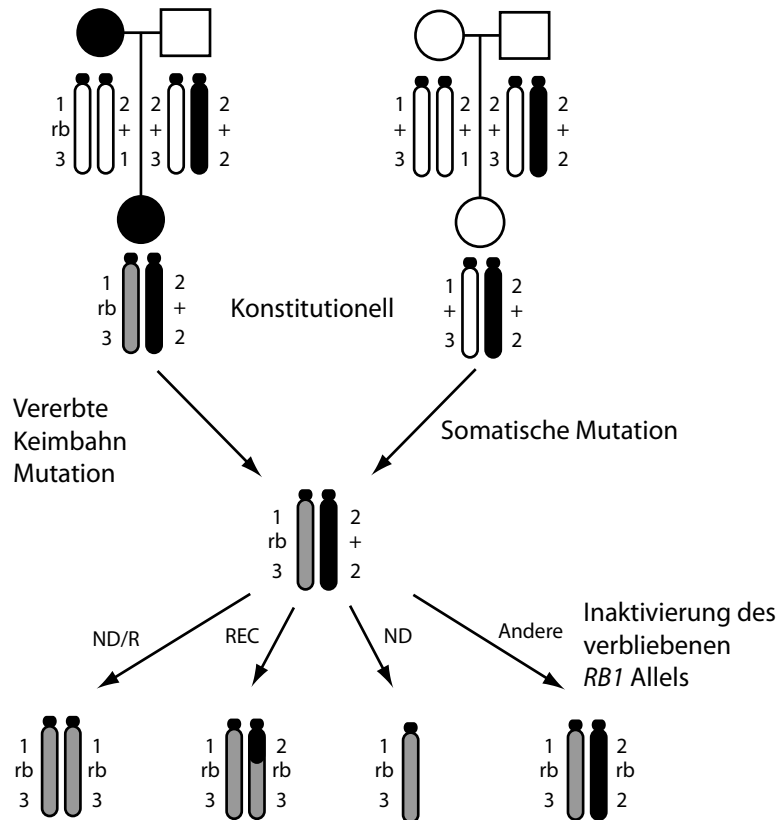 1 2 2 2
rb + + +
3 1 3 2
1 2 2 2
+ + + +
3 1 3 2
1 2
rb +
3 2
Konstitutionell
1 2
+ +
3 2
Vererbte
Keimbahn
Mutation
Somatische Mutation
1 2
rb +
3 2
ND/R
REC
ND
Andere
Inaktivierung des
verbliebenen
RB1 Allels
1 1
rb rb
3 3
1 2
rb rb
3 3
1
rb
3
1 2
rb rb
3 2